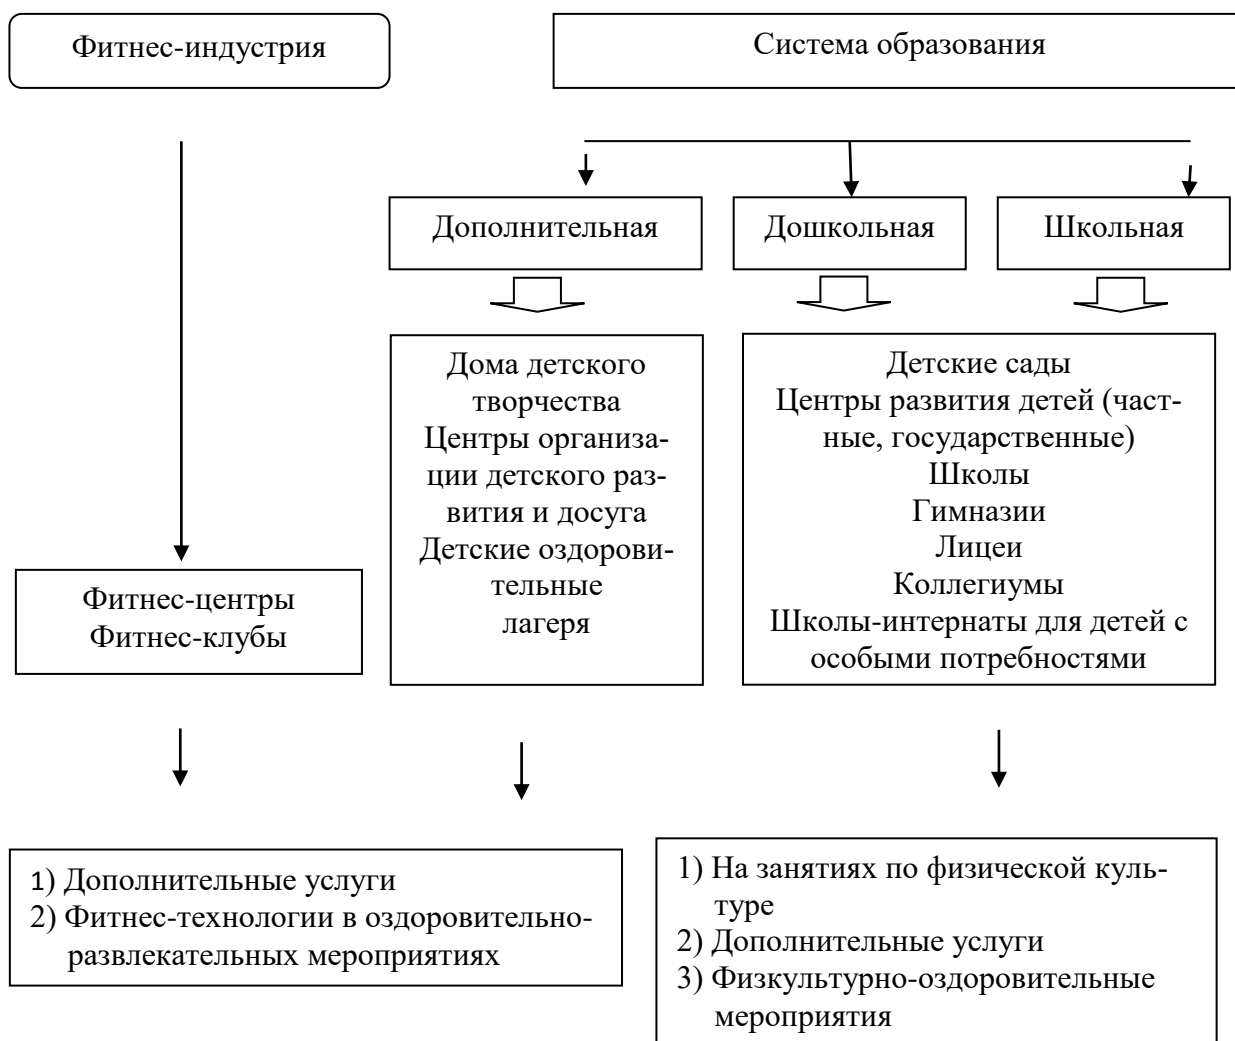 Фитнес-индустрия
Система образования
Дополнительная
Дошкольная
Школьная
Дома детского
творчества
Центры организа-
ции детского раз-
вития и досуга
Детские оздорови-
тельные
лагеря
Детские сады
Центры развития детей (част-
ные, государственные)
Школы
Гимназии
Лицеи
Коллегиумы
Школы-интернаты для детей с
особыми потребностями
Фитнес-центры
Фитнес-клубы
1) Дополнительные услуги
2) Фитнес-технологии в оздоровительно-
развлекательных мероприятиях
1) На занятиях по физической куль-
туре
2) Дополнительные услуги
3) Физкультурно-оздоровительные
мероприятия